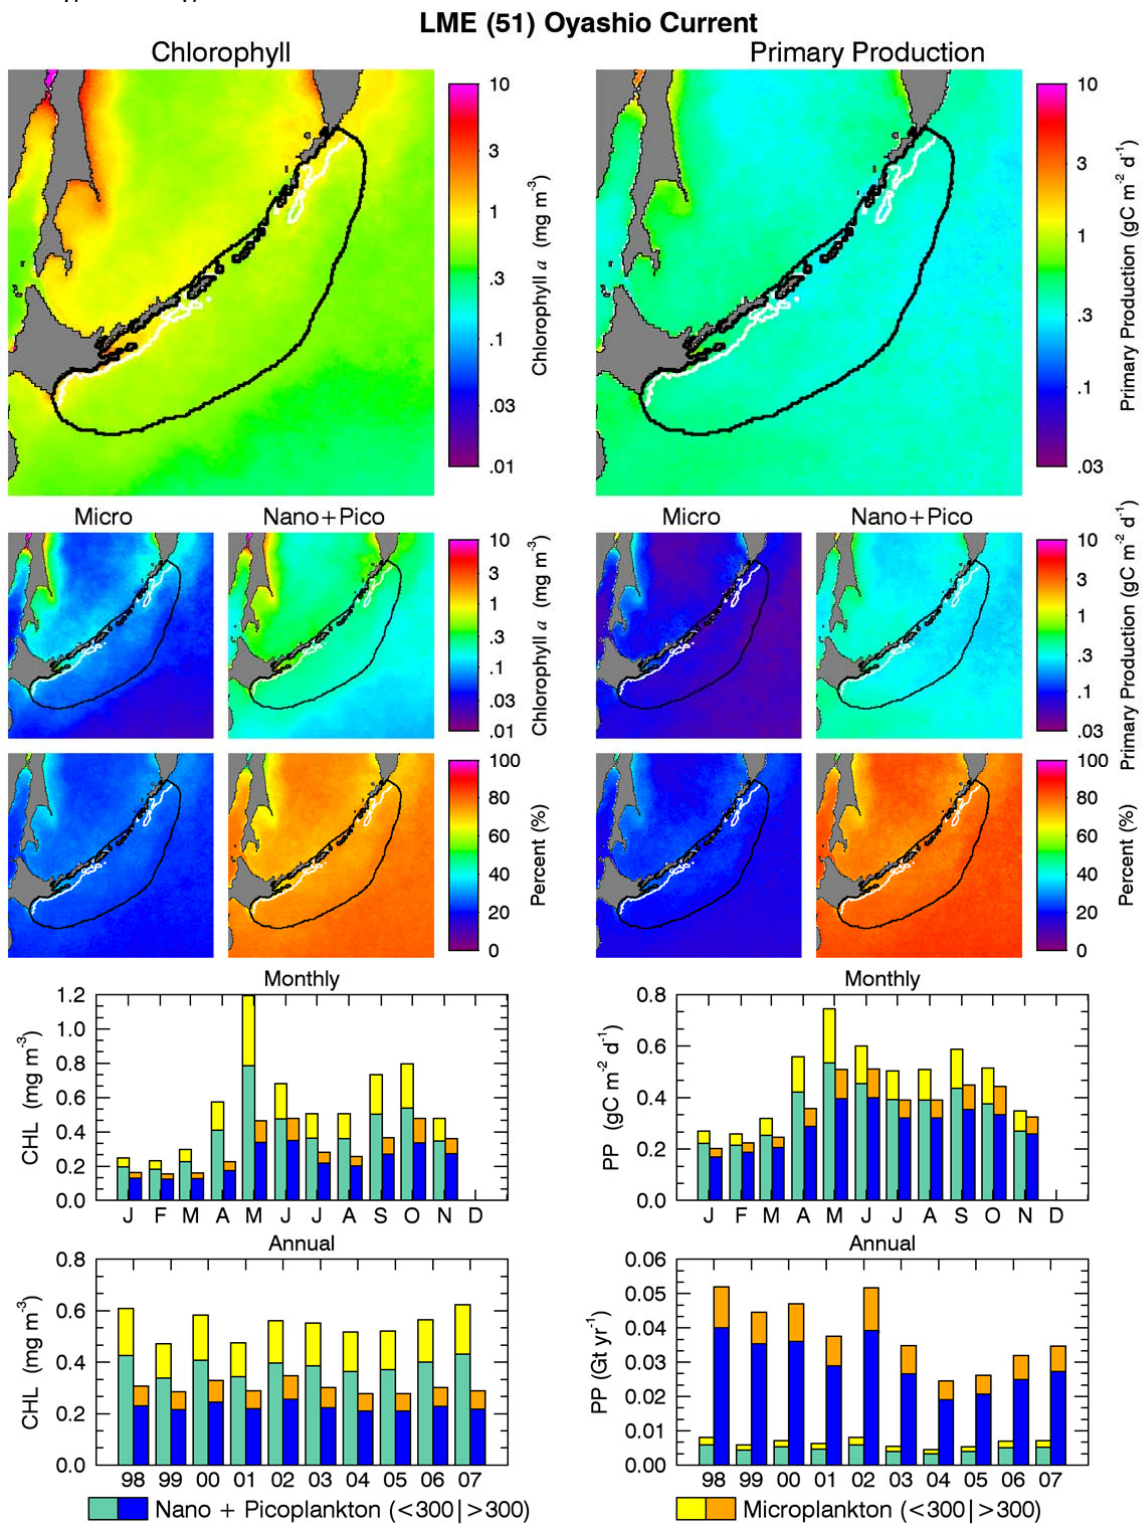 LME (51) Oyashio Current
Chlorophyll
Primary Production
10
3
1
.3
.1
.03
.01
Chlorophyll a (mg m-3)
10
3
1
.3
.1
.03
Primary Production (gC m-2 d-1)
Micro
Nano+Pico
10
3
1
.3
.1
.03
.01
Chlorophyll a (mg m-3)
Micro
Nano+Pico
10
3
1
.3
.1
.03
Primary Production (gC m-2 d-1)
100
80
60
40
20
0
Percent (%)
100
80
60
40
20
0
Percent (%)
Monthly
1.2
1.0
0.8
0.6
0.4
0.2
0.0
CHL (mg m-3)
J F M A M J J A S O N D
Monthly
0.8
0.6
0.4
0.2
0.0
PP (gC m-2 d-1)
J F M A M J J A S O N D
Annual
0.8
0.6
0.4
0.2
0.0
CHL (mg m-3)
98 99 00 01 02 03 04 05 06 07
Annual
0.06
0.05
0.04
0.03
0.02
0.01
0.00
PP (Gt yr-1)
98 99 00 01 02 03 04 05 06 07
Nano + Picoplankton (<300|>300)
Microplankton (<300|>300)